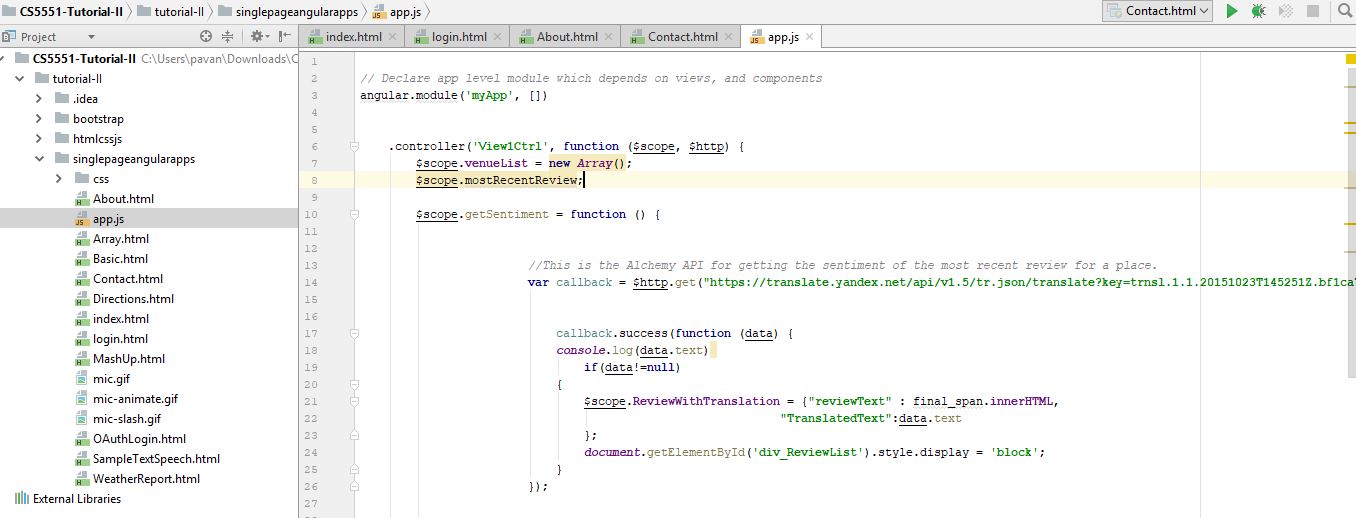 CS5551-Tutorial-II tutorial-II singlepageangularapps app.js Contact.html
Project index.html login.html About.html Contact.html app.js
CS5551-Tutorial-II C:\Users\pavan\Downloads\C
tutorial-II
.idea
bootstrap
htmlcssjs
singlepageangularapps
css
About.html
app.js
Array.html
Basic.html
Contact.html
Directions.html
index.html
login.html
MashUp.html
mic.gif
mic-animate.gif
mic-slash.gif
OAuthLogin.html
SampleTextSpeech.html
WeatherReport.html
External Libraries
1
2 // Declare app level module which depends on views, and components
3 angular.module('myApp', [])
4
5
6 .controller('View1Ctrl', function ($scope, $http) {
7 $scope.venueList = new Array();
8 $scope.mostRecentReview;
9
10 $scope.getSentiment = function () {
11
12
13 //This is the Alchemy API for getting the sentiment of the most recent review for a place.
14 var callback = $http.get("https://translate.yandex.net/api/v1.5/tr.json/translate?key=trnsl.1.1.20151023T145251Z.bf1ca
16
17 callback.success(function (data) {
18 console.log(data.text)
19 if(data!=null)
20 {
21 $scope.ReviewWithTranslation = {"reviewText" : final_span.innerHTML,
22 "TranslatedText":data.text
23 };
24 document.getElementById('div_ReviewList').style.display = 'block';
25 }
26 });
27